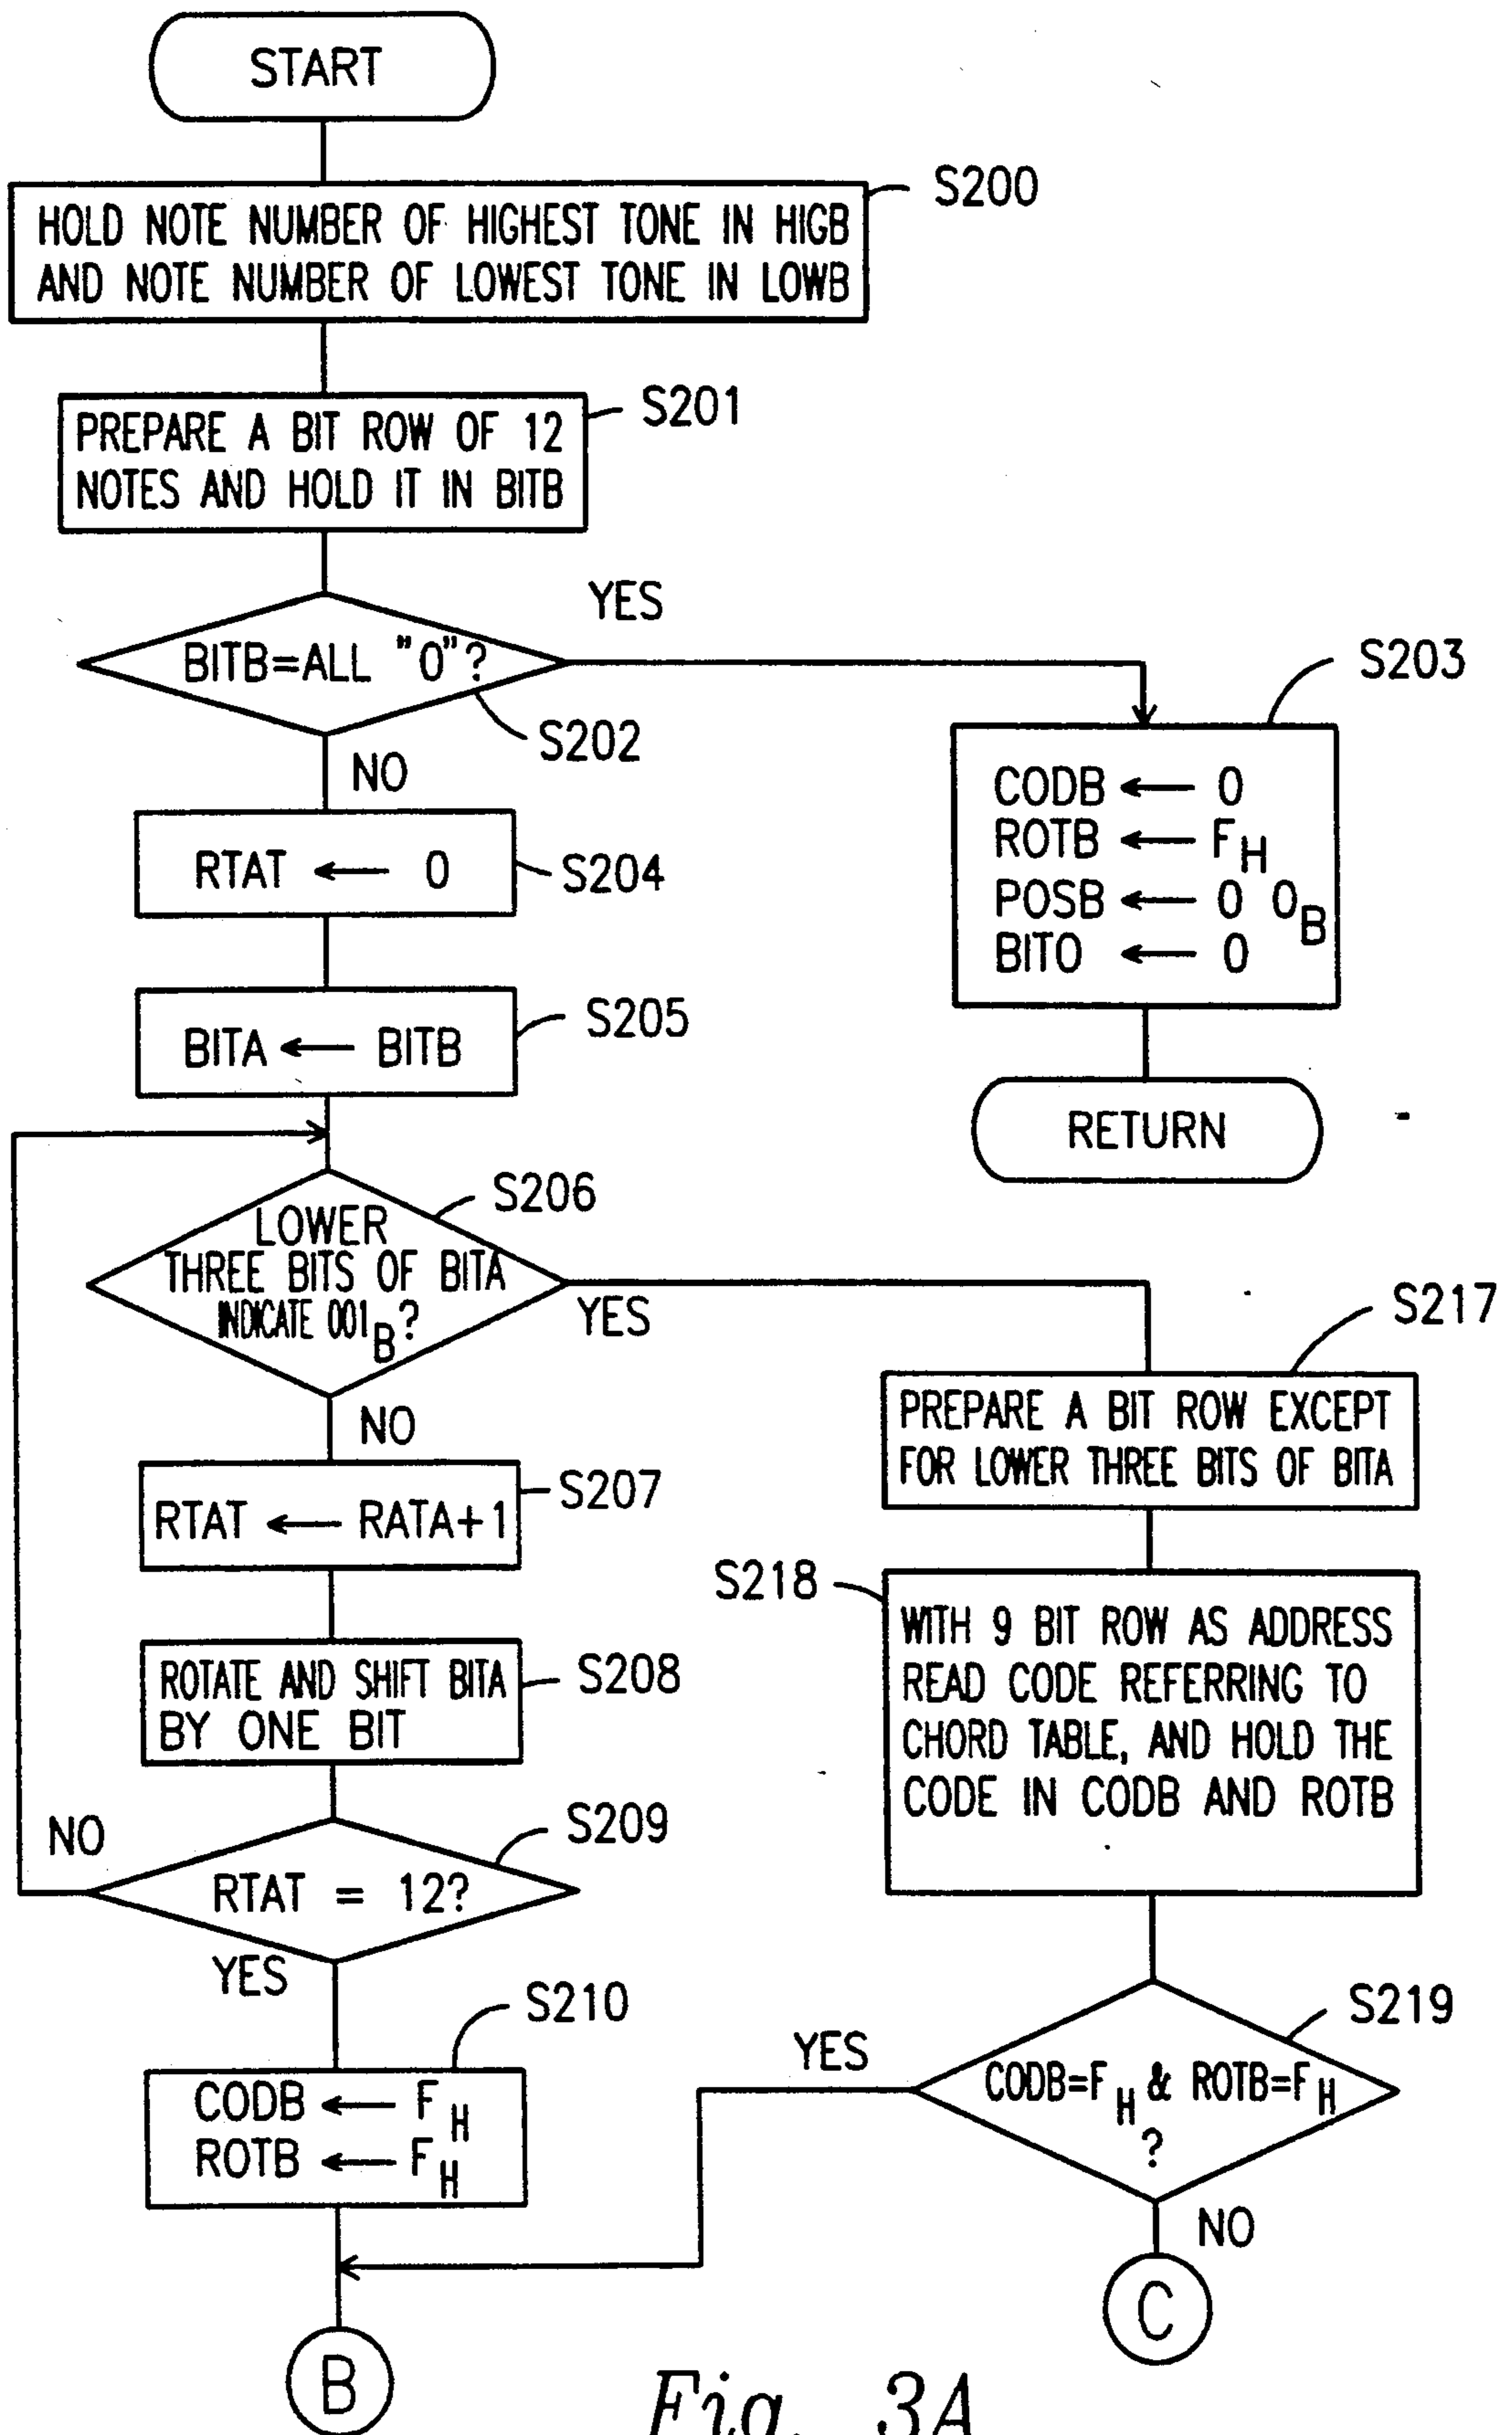 START
S200
HOLD NOTE NUMBER OF HIGHEST TONE IN HIGB
AND NOTE NUMBER OF LOWEST TONE IN LOWB
S201
PREPARE A BIT ROW OF 12
NOTES AND HOLD IT IN BITB
YES
BITB=ALL "0"?
S202
NO
S203
CODB ← 0
ROTB ← FH
POSB ← 0 0B
BITO ← 0
RETURN
RTAT ← 0
S204
BITA ← BITB
S205
S206
LOWER
THREE BITS OF BITA
INDICATE 001B?
YES
NO
S217
PREPARE A BIT ROW EXCEPT
FOR LOWER THREE BITS OF BITA
RTAT ← RATA+1
S207
S218
WITH 9 BIT ROW AS ADDRESS
READ CODE REFERRING TO
CHORD TABLE, AND HOLD THE
CODE IN CODB AND ROTB
ROTATE AND SHIFT BITA
BY ONE BIT
S208
NO
S209
RTAT = 12?
YES
S210
CODB ← FH
ROTB ← FH
YES
S219
CODB=FH & ROTB=FH
?
NO
C
B
Fig. 3A